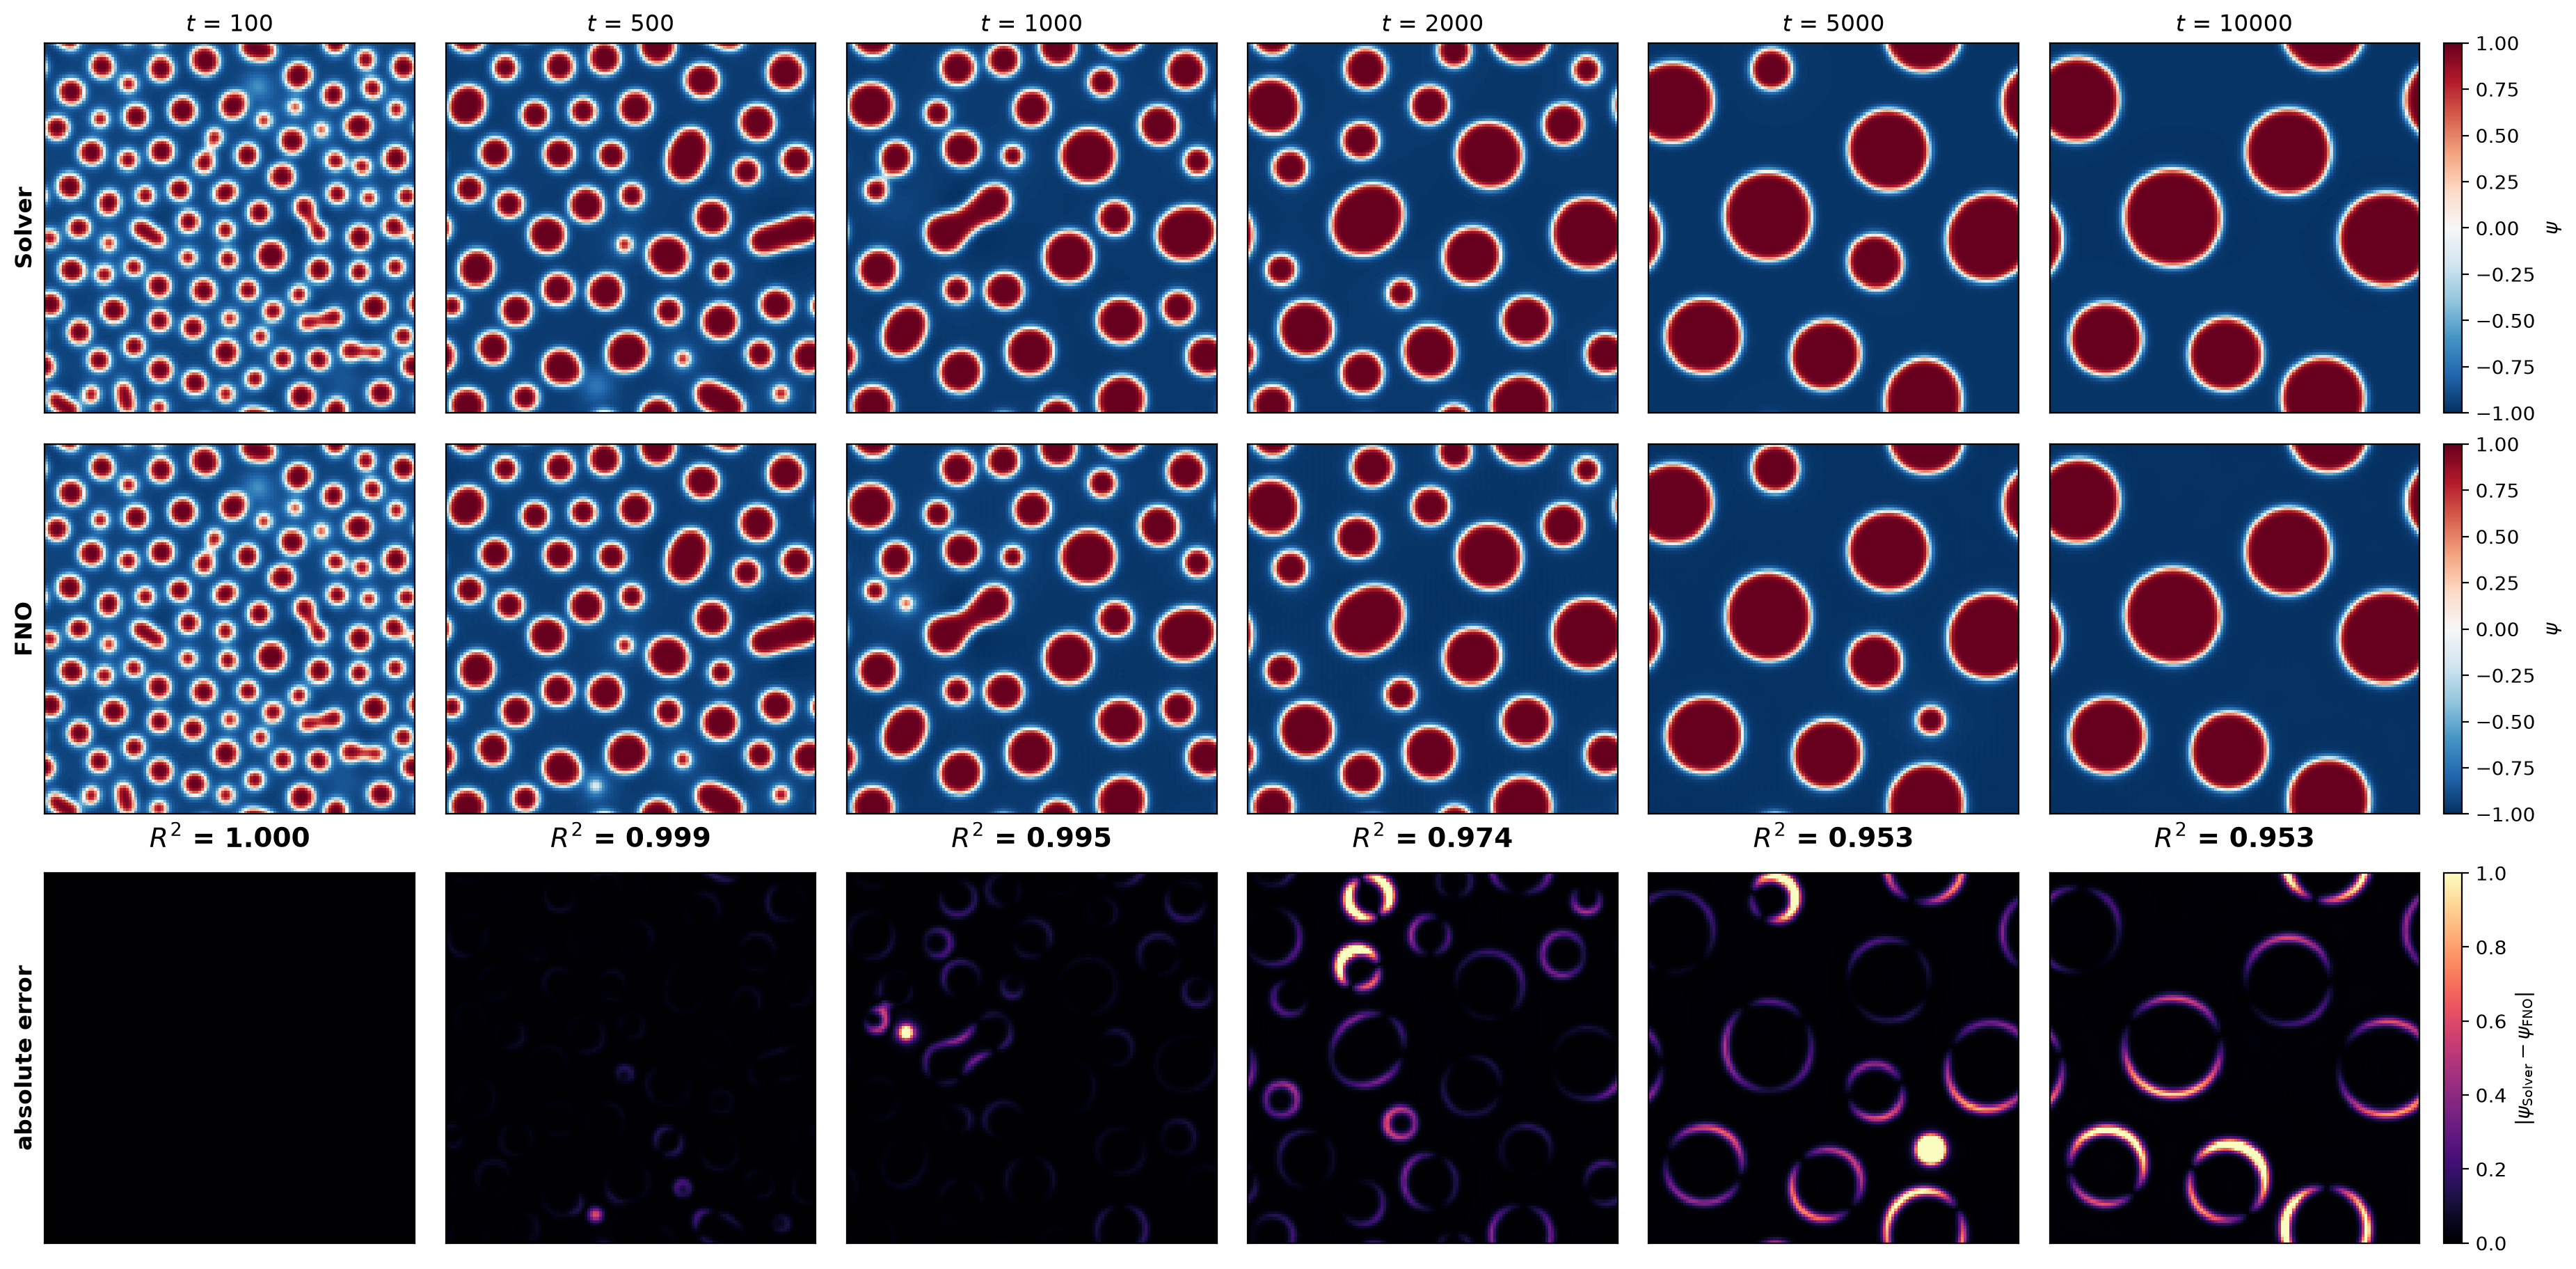 t = 100
t = 500
t = 1000
t = 2000
t = 5000
t = 10000
Solver
1.00
0.75
0.50
0.25
0.00
−0.25
−0.50
−0.75
−1.00
ψ
FNO
1.00
0.75
0.50
0.25
0.00
−0.25
−0.50
−0.75
−1.00
ψ
R² = 1.000
R² = 0.999
R² = 0.995
R² = 0.974
R² = 0.953
R² = 0.953
absolute error
1.0
0.8
0.6
0.4
0.2
0.0
|ψSolver − ψFNO|